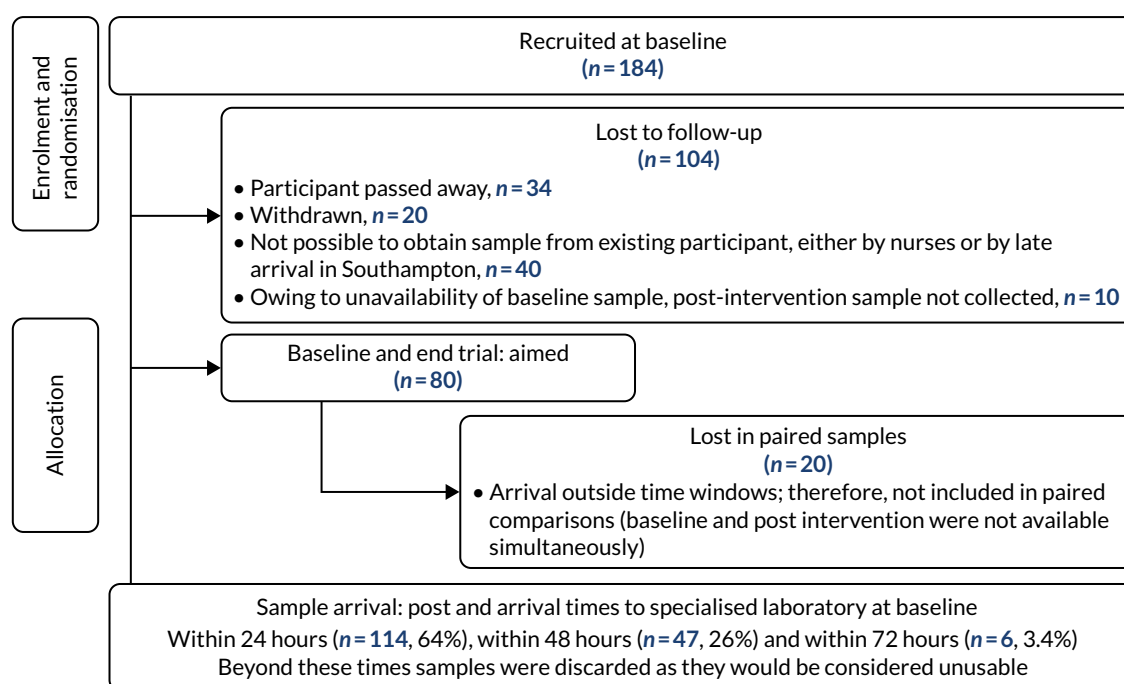 Enrolment and
randomisation
Recruited at baseline
(n = 184)
Lost to follow-up
(n = 104)
• Participant passed away, n = 34
• Withdrawn, n = 20
• Not possible to obtain sample from existing participant, either by nurses or by late
arrival in Southampton, n = 40
• Owing to unavailability of baseline sample, post-intervention sample not collected, n = 10
Allocation
Baseline and end trial: aimed
(n = 80)
Lost in paired samples
(n = 20)
• Arrival outside time windows; therefore, not included in paired
comparisons (baseline and post intervention were not available
simultaneously)
Sample arrival: post and arrival times to specialised laboratory at baseline
Within 24 hours (n = 114, 64%), within 48 hours (n = 47, 26%) and within 72 hours (n = 6, 3.4%)
Beyond these times samples were discarded as they would be considered unusable